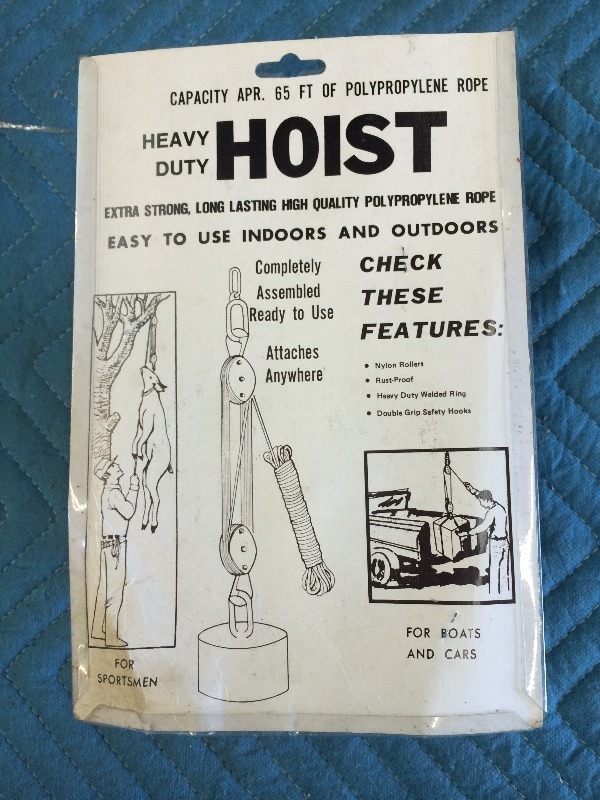 CAPACITY APR. 65 FT OF POLYPROPYLENE ROPE
HEAVY DUTY HOIST
EXTRA STRONG, LONG LASTING HIGH QUALITY POLYPROPYLENE ROPE
EASY TO USE INDOORS AND OUTDOORS
Completely
Assembled
Ready to Use
Attaches
Anywhere
CHECK
THESE
FEATURES:
• Nylon Rollers
• Rust-Proof
• Heavy Duty Welded Ring
• Double Grip Safety Hooks
FOR
SPORTSMEN
FOR BOATS
AND CARS